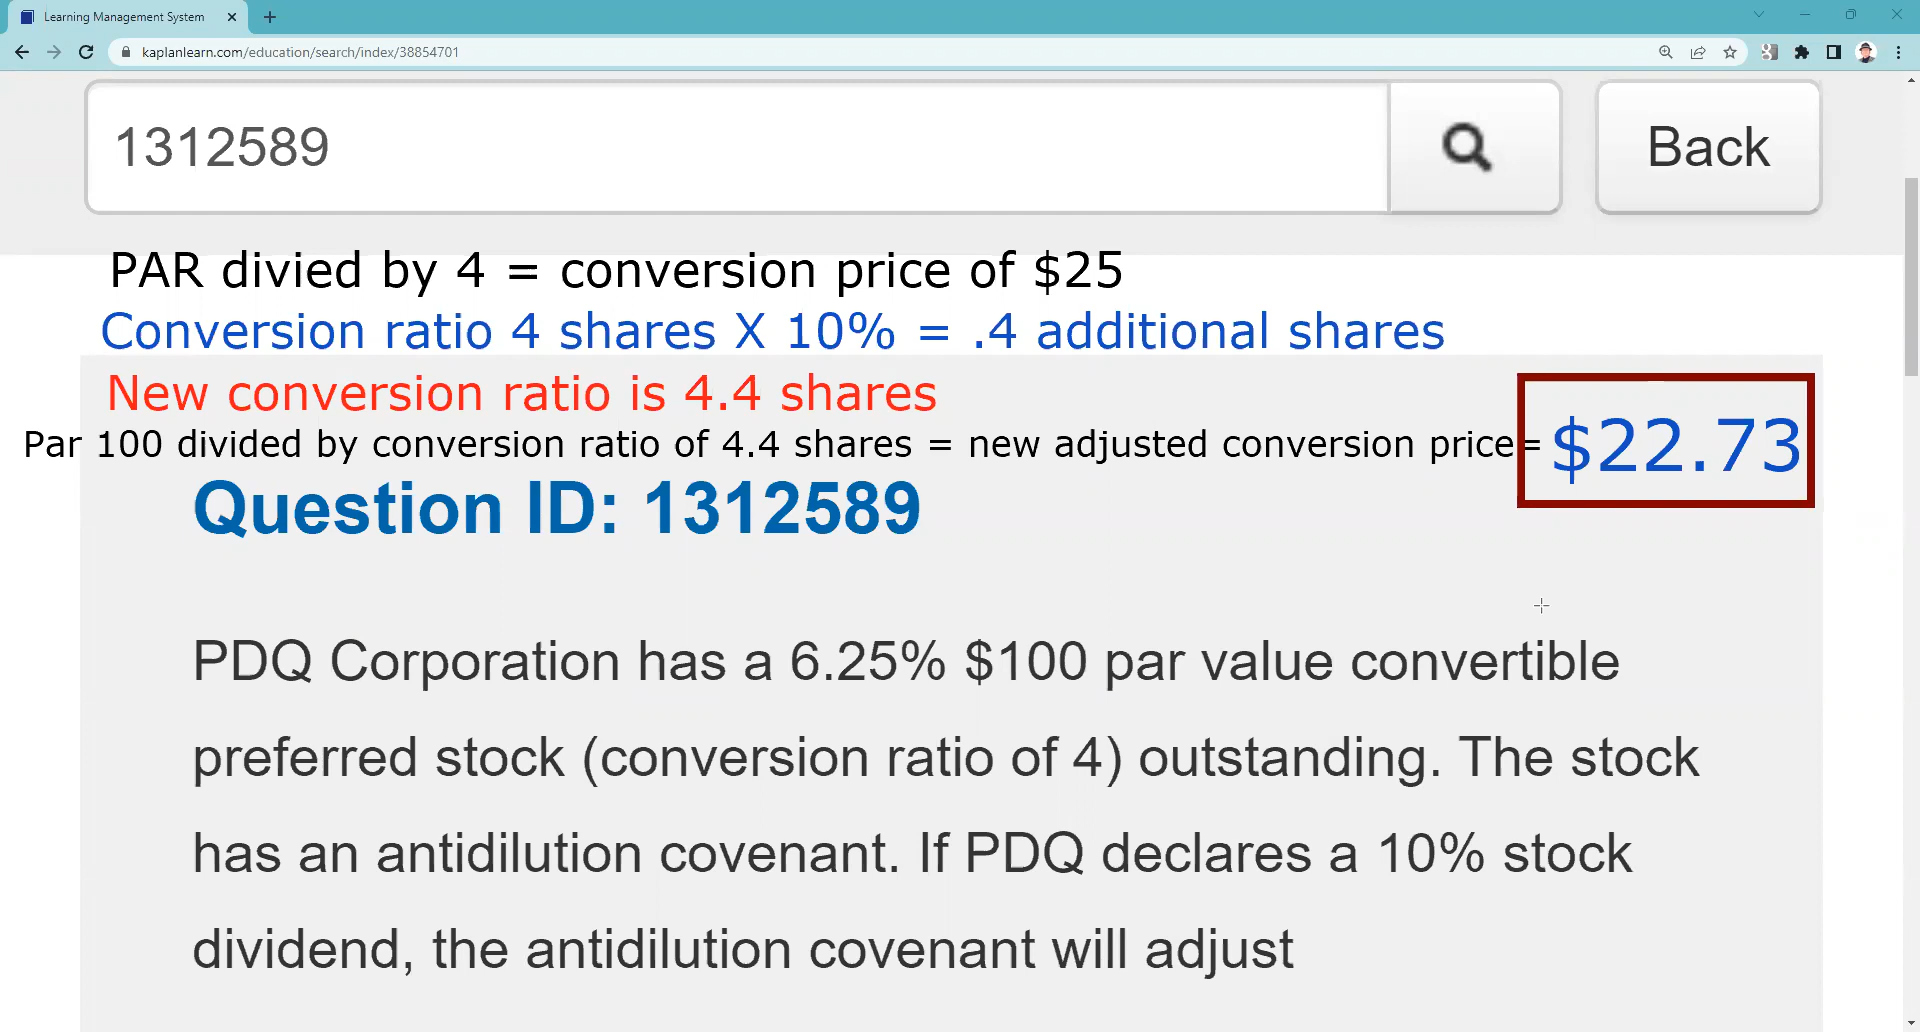 Learning Management System
kaplanlearn.com/education/search/index/38854701
1312589
Back
PAR divied by 4 = conversion price of $25
Conversion ratio 4 shares X 10% = .4 additional shares
New conversion ratio is 4.4 shares
Par 100 divided by conversion ratio of 4.4 shares = new adjusted conversion price= $22.73
Question ID: 1312589
PDQ Corporation has a 6.25% $100 par value convertible
preferred stock (conversion ratio of 4) outstanding. The stock
has an antidilution covenant. If PDQ declares a 10% stock
dividend, the antidilution covenant will adjust